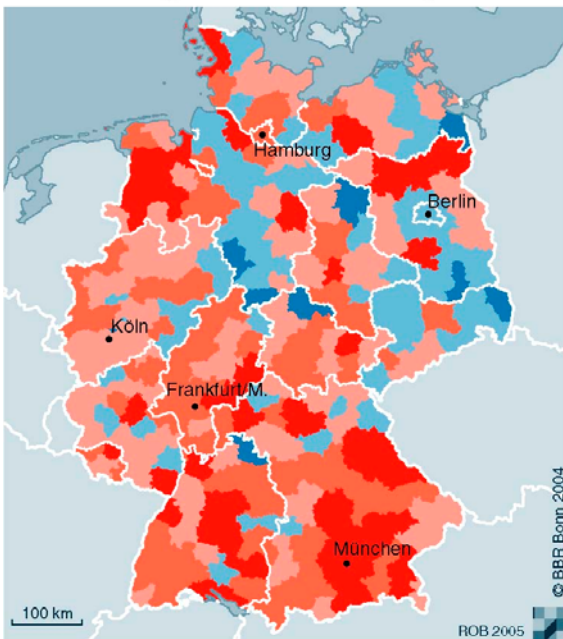 Hamburg
Berlin
Köln
Frankfurt/M.
München
100 km
ROB 2005
© BBR Bonn 2004